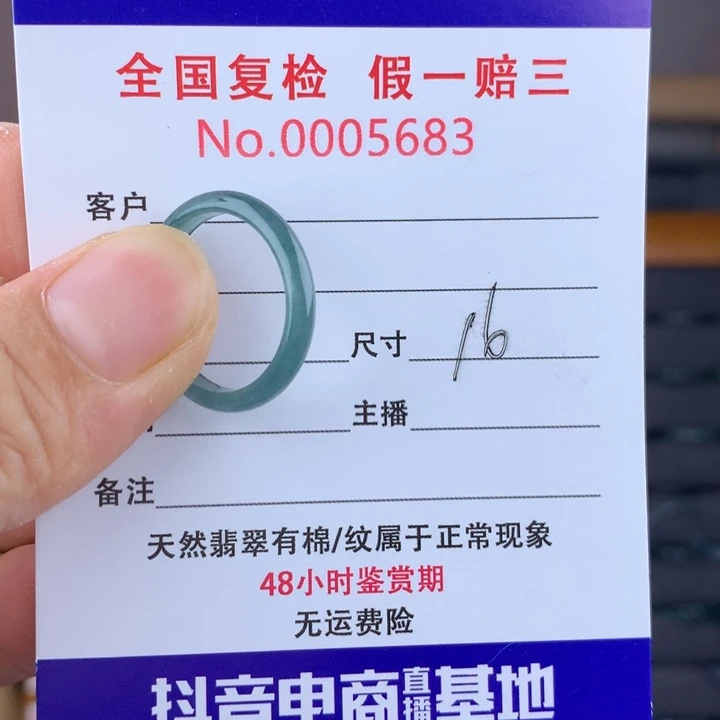 全国复检 假一赔三
No.0005683
客户
尺寸 16
主播
备注
天然翡翠有棉/纹属于正常现象
48小时鉴赏期
无运费险
抖音电商直播基地